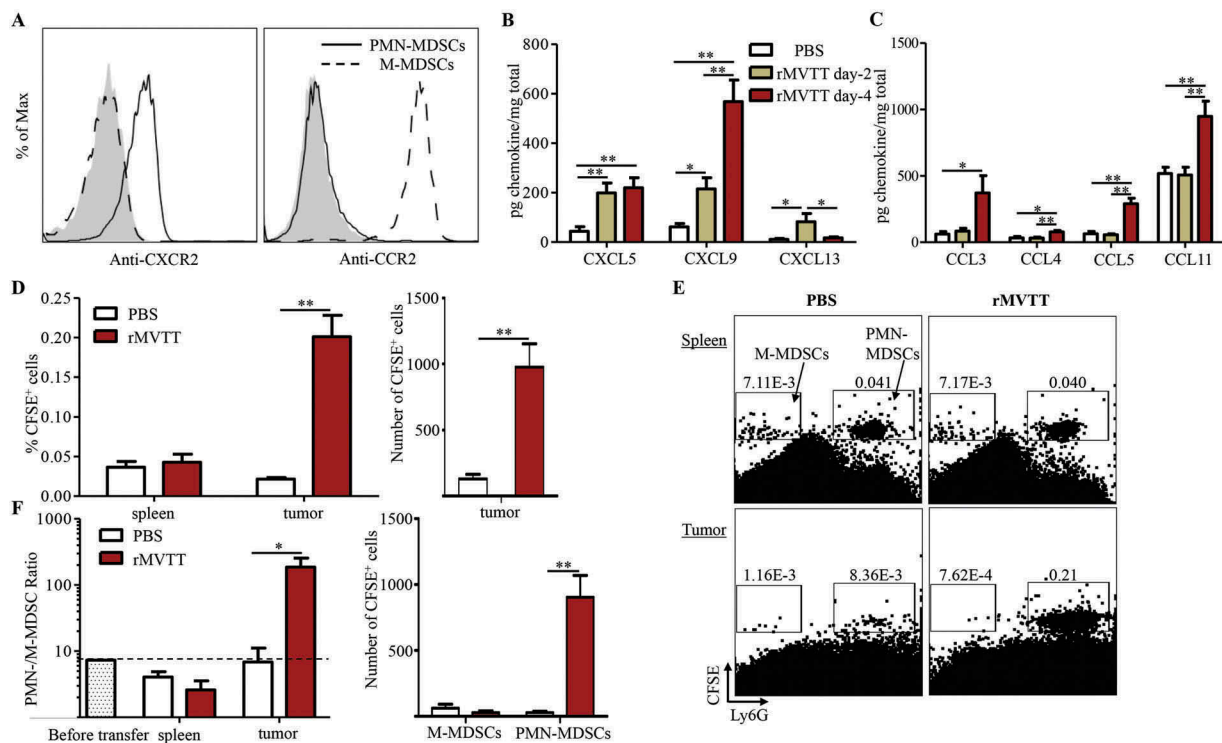 A
% of Max
PMN-MDSCs
M-MDSCs
Anti-CXCR2
Anti-CCR2
B
pg chemokine/mg total
800
600
400
200
0
PBS
rMVTT day-2
rMVTT day-4
**
**
**
**
*
*
*
CXCL5
CXCL9
CXCL13
C
pg chemokine/mg total
1500
1000
500
0
*
*
**
**
**
**
**
CCL3
CCL4
CCL5
CCL11
D
% CFSE+ cells
0.25
0.20
0.15
0.10
0.05
0.00
PBS
rMVTT
**
spleen
tumor
Number of CFSE+ cells
1500
1000
500
**
tumor
E
PBS
rMVTT
Spleen
M-MDSCs
PMN-
MDSCs
7.11E-3
0.041
7.17E-3
0.040
Tumor
1.16E-3
8.36E-3
7.62E-4
0.21
CFSE
Ly6G
F
PMN-/M-MDSC Ratio
1000
100
10
PBS
rMVTT
*
Before transfer
spleen
tumor
Number of CFSE+ cells
1500
1000
500
0
**
M-MDSCs
PMN-MDSCs